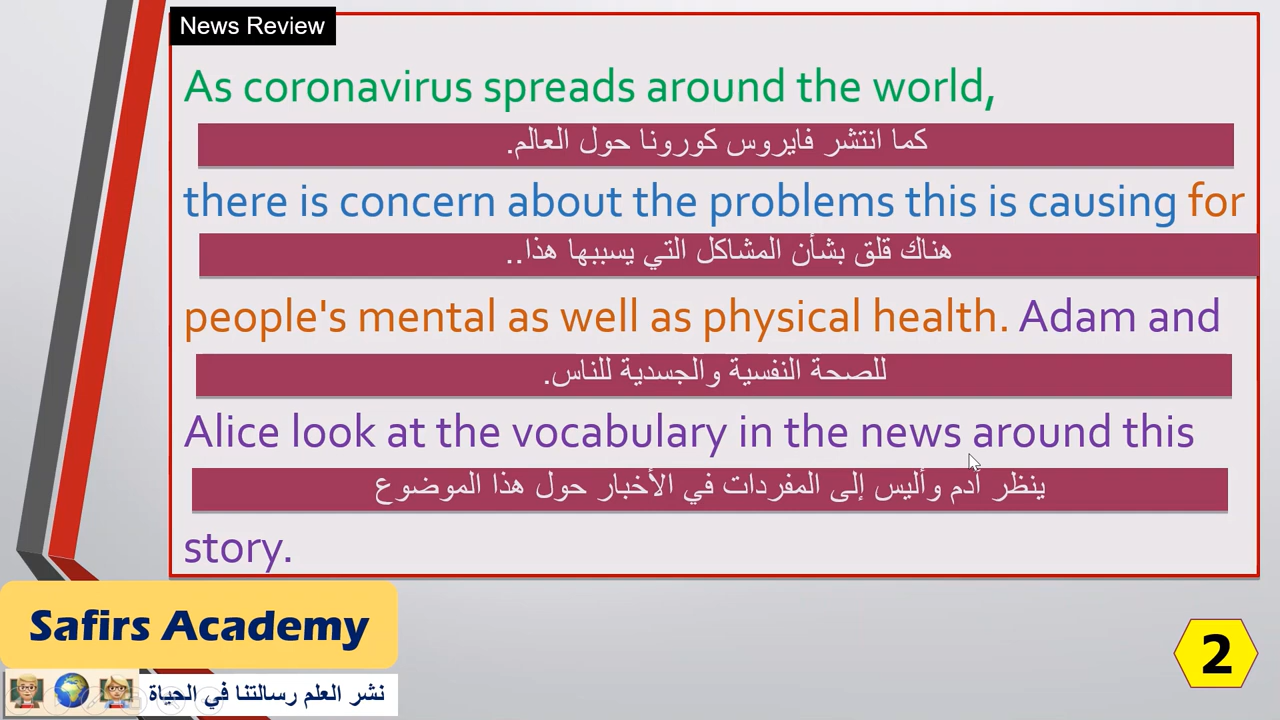 News Review
As coronavirus spreads around the world,
كما انتشر فايروس كورونا حول العالم.
there is concern about the problems this is causing for
هناك قلق بشأن المشاكل التي يسببها هذا..
people's mental as well as physical health. Adam and
للصحة النفسية والجسدية للناس.
Alice look at the vocabulary in the news around this
ينظر أدم وأليس إلى المفردات في الأخبار حول هذا الموضوع
story.
Safirs Academy
نشر العلم رسالتنا في الحياة
2